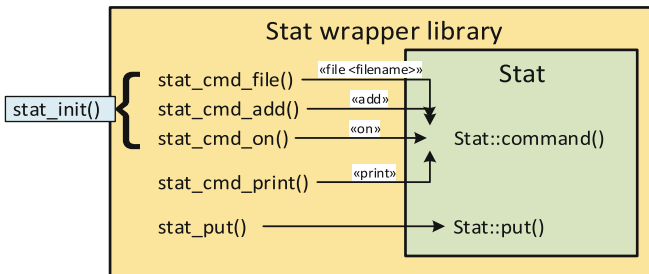 Stat wrapper library
Stat
stat_init()
stat_cmd_file()
«file <filename>»
stat_cmd_add()
«add»
stat_cmd_on()
«on»
Stat::command()
stat_cmd_print()
«print»
stat_put()
Stat::put()